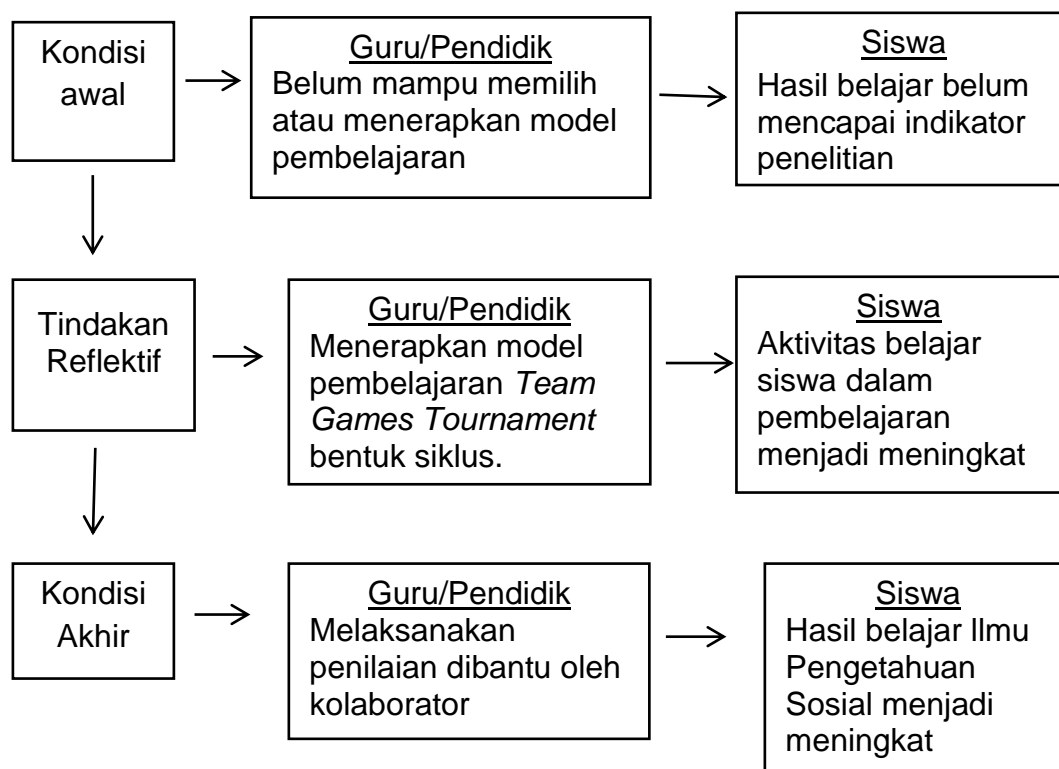 Kondisi
awal
Guru/Pendidik
Belum mampu memilih
atau menerapkan model
pembelajaran
Siswa
Hasil belajar belum
mencapai indikator
penelitian
Tindakan
Reflektif
Guru/Pendidik
Menerapkan model
pembelajaran Team
Games Tournament
bentuk siklus.
Siswa
Aktivitas belajar
siswa dalam
pembelajaran
menjadi meningkat
Kondisi
Akhir
Guru/Pendidik
Melaksanakan
penilaian dibantu oleh
kolaborator
Siswa
Hasil belajar Ilmu
Pengetahuan
Sosial menjadi
meningkat